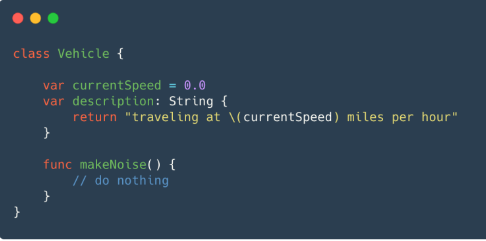 class Vehicle {
var currentSpeed = 0.0
var description: String {
return "traveling at \(currentSpeed) miles per hour"
}
func makeNoise() {
// do nothing
}
}